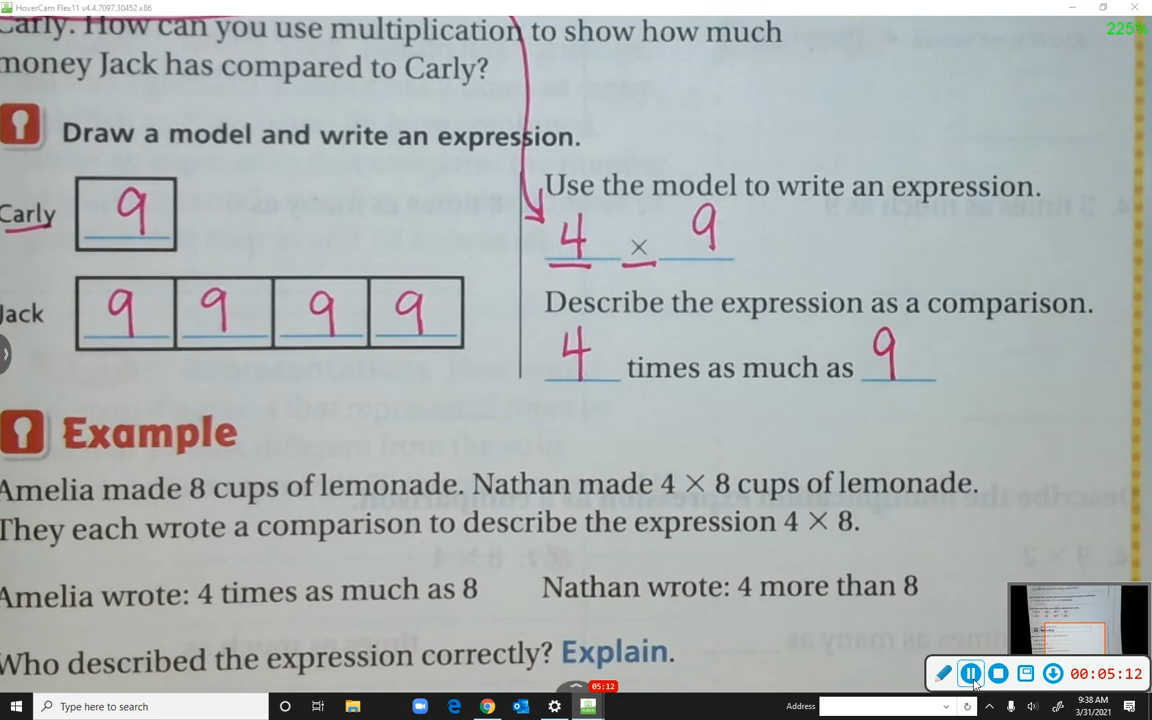 HoverCam Flex11 v4.4.7097.30452 x86
225%
Carly. How can you use multiplication to show how much
money Jack has compared to Carly?
Draw a model and write an expression.
Use the model to write an expression.
Carly 9
4 × 9
Describe the expression as a comparison.
Jack 9 9 9 9
4 times as much as 9
Example
Amelia made 8 cups of lemonade. Nathan made 4 × 8 cups of lemonade.
They each wrote a comparison to describe the expression 4 × 8.
Amelia wrote: 4 times as much as 8 Nathan wrote: 4 more than 8
Who described the expression correctly? Explain.
00:05:12
05:12
Type here to search
Address
9:38 AM
3/31/2021